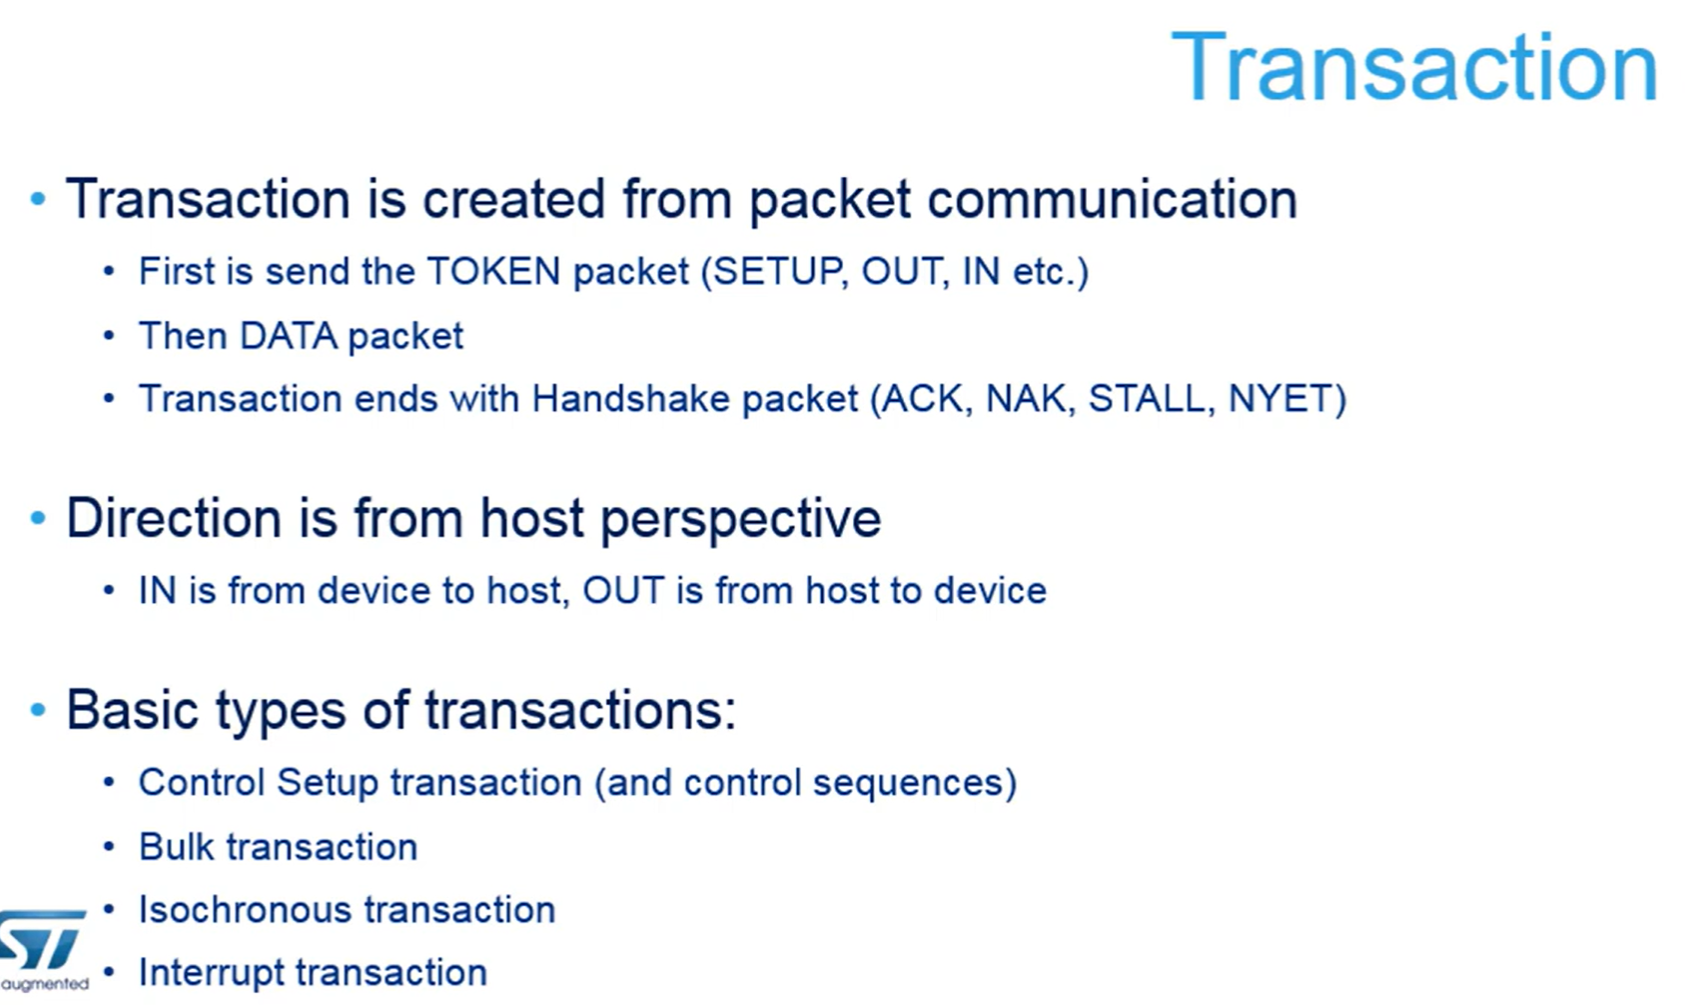 Transaction
• Transaction is created from packet communication
• First is send the TOKEN packet (SETUP, OUT, IN etc.)
• Then DATA packet
• Transaction ends with Handshake packet (ACK, NAK, STALL, NYET)
• Direction is from host perspective
• IN is from device to host, OUT is from host to device
• Basic types of transactions:
• Control Setup transaction (and control sequences)
• Bulk transaction
• Isochronous transaction
• Interrupt transaction
ST
augmented